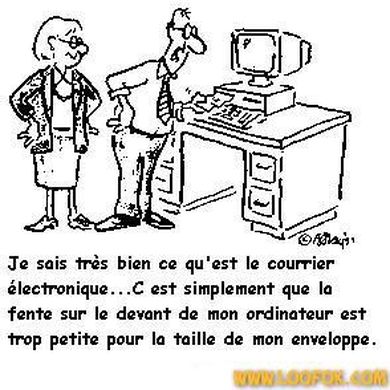 Je sais très bien ce qu'est le courrier
électronique...C est simplement que la
fente sur le devant de mon ordinateur est
trop petite pour la taille de mon enveloppe.
WWW.LOOFOK.COM